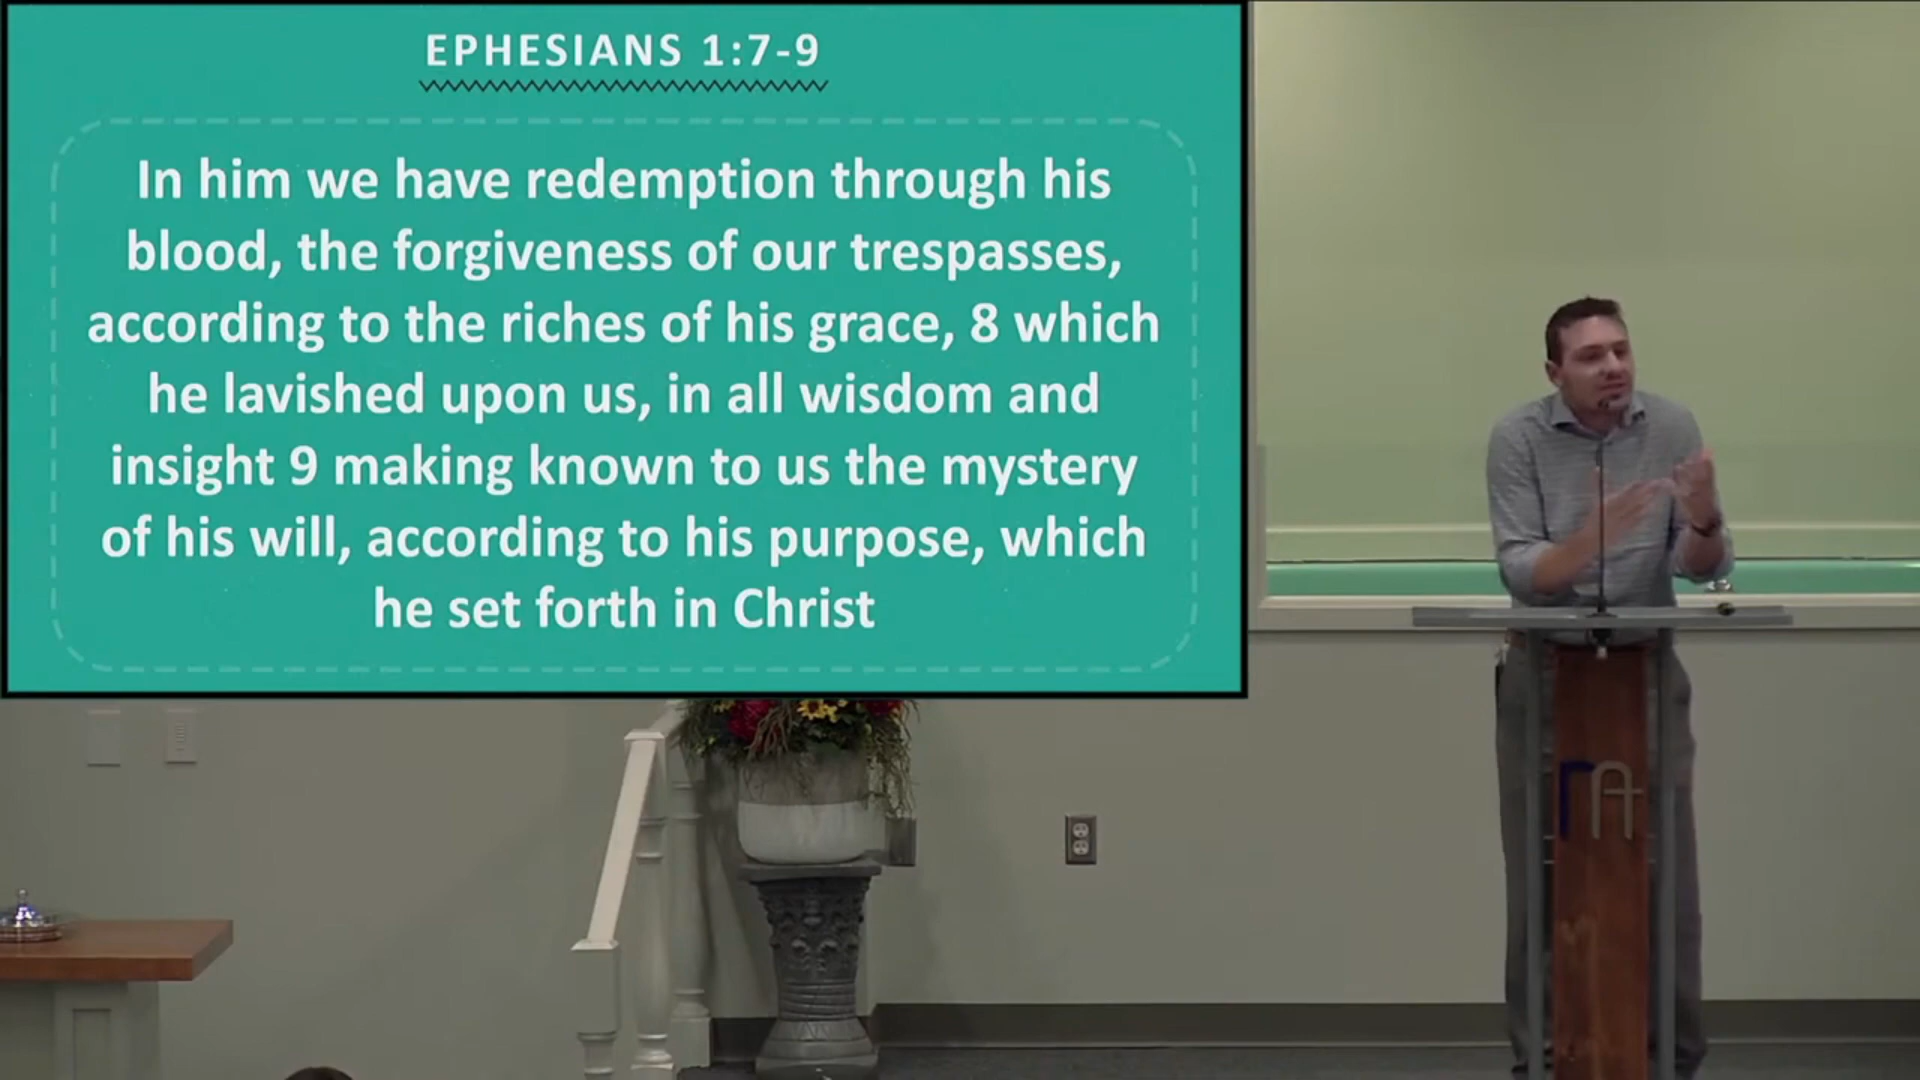 EPHESIANS 1:7-9
In him we have redemption through his
blood, the forgiveness of our trespasses,
according to the riches of his grace, 8 which
he lavished upon us, in all wisdom and
insight 9 making known to us the mystery
of his will, according to his purpose, which
he set forth in Christ